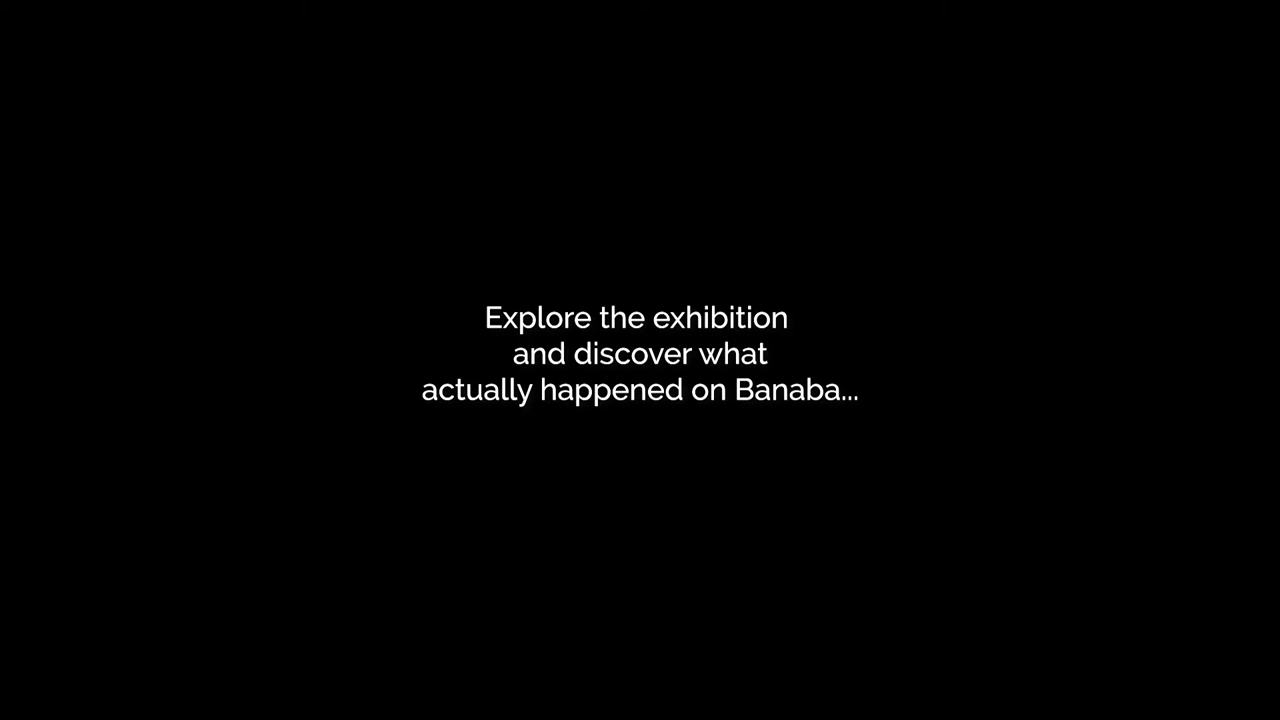 Explore the exhibition
and discover what
actually happened on Banaba...